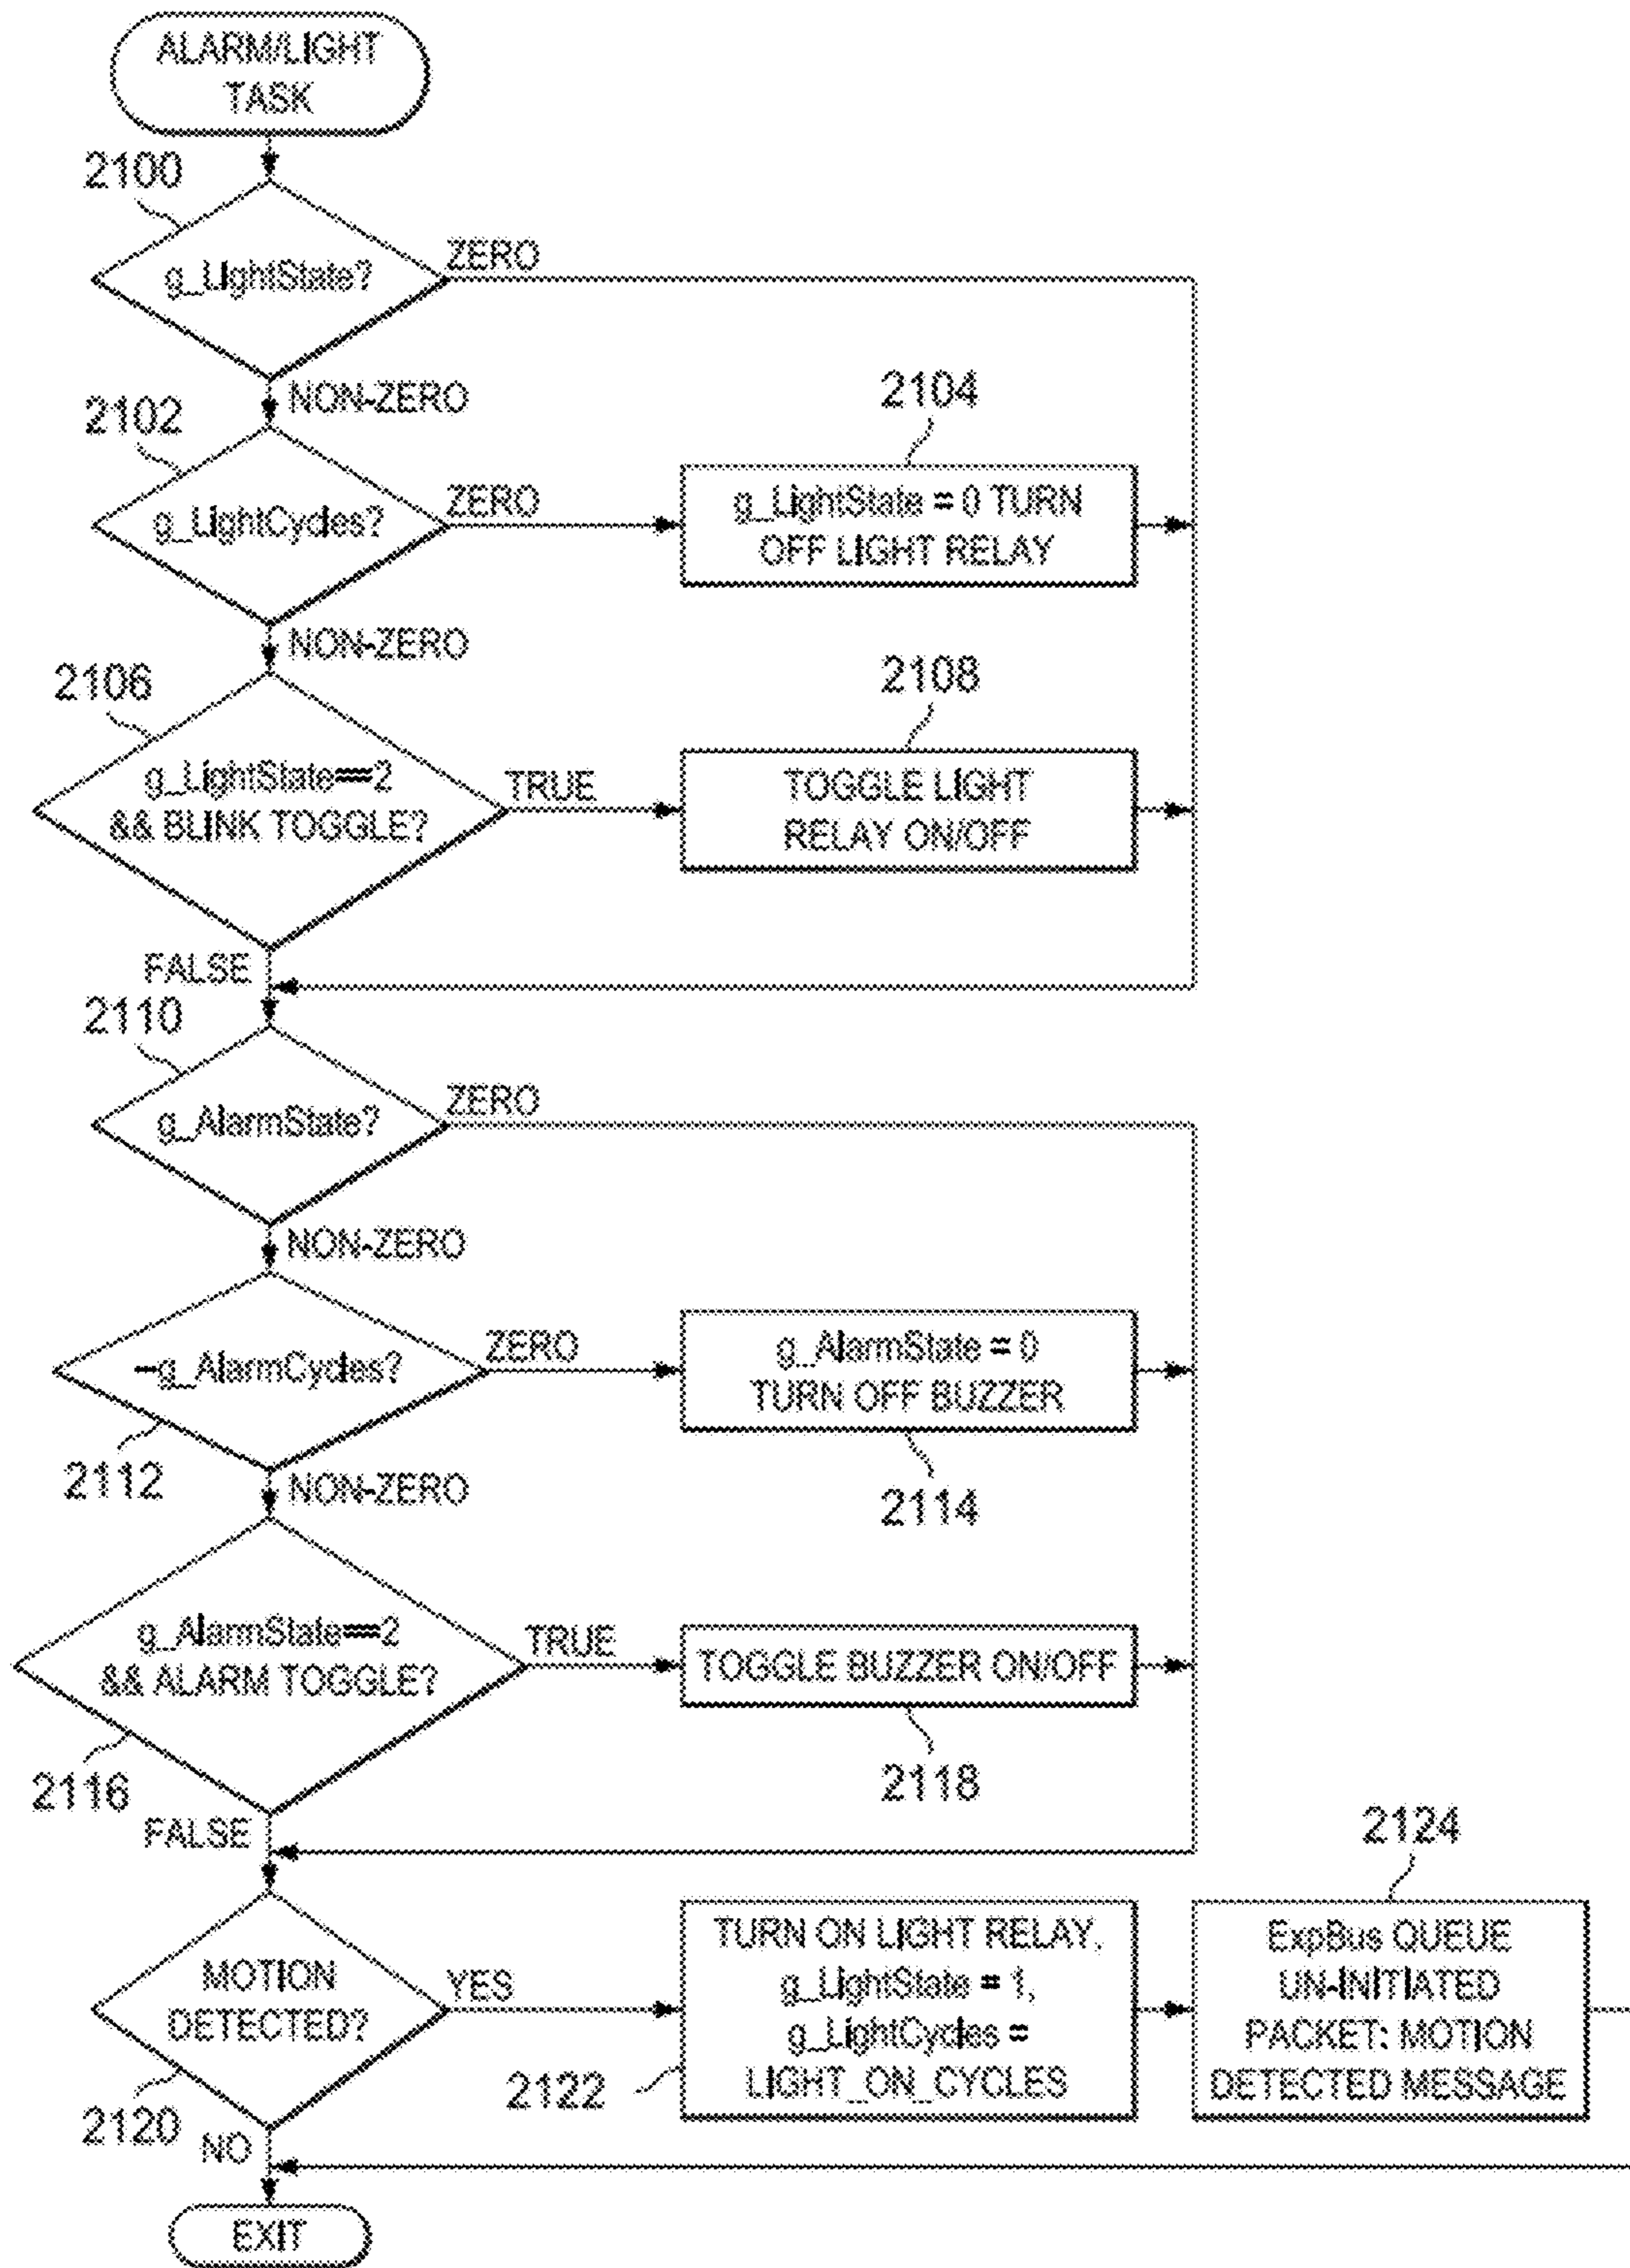 ALARM/LIGHT
TASK
2100
g_LightState?
ZERO
NON-ZERO
2102
g_LightCycles?
ZERO
2104
g_LightState = 0 TURN
OFF LIGHT RELAY
NON-ZERO
2106
g_LightState==2
&& BLINK TOGGLE?
TRUE
2108
TOGGLE LIGHT
RELAY ON/OFF
FALSE
2110
g_AlarmState?
ZERO
NON-ZERO
--g_AlarmCycles?
ZERO
g_AlarmState = 0
TURN OFF BUZZER
2112
2114
NON-ZERO
g_AlarmState==2
&& ALARM TOGGLE?
TRUE
TOGGLE BUZZER ON/OFF
2116
2118
FALSE
2124
MOTION
DETECTED?
YES
TURN ON LIGHT RELAY,
g_LightState = 1,
g_LightCycles =
LIGHT_ON_CYCLES
2122
ExpBus QUEUE
UN-INITIATED
PACKET: MOTION
DETECTED MESSAGE
2120
NO
EXIT